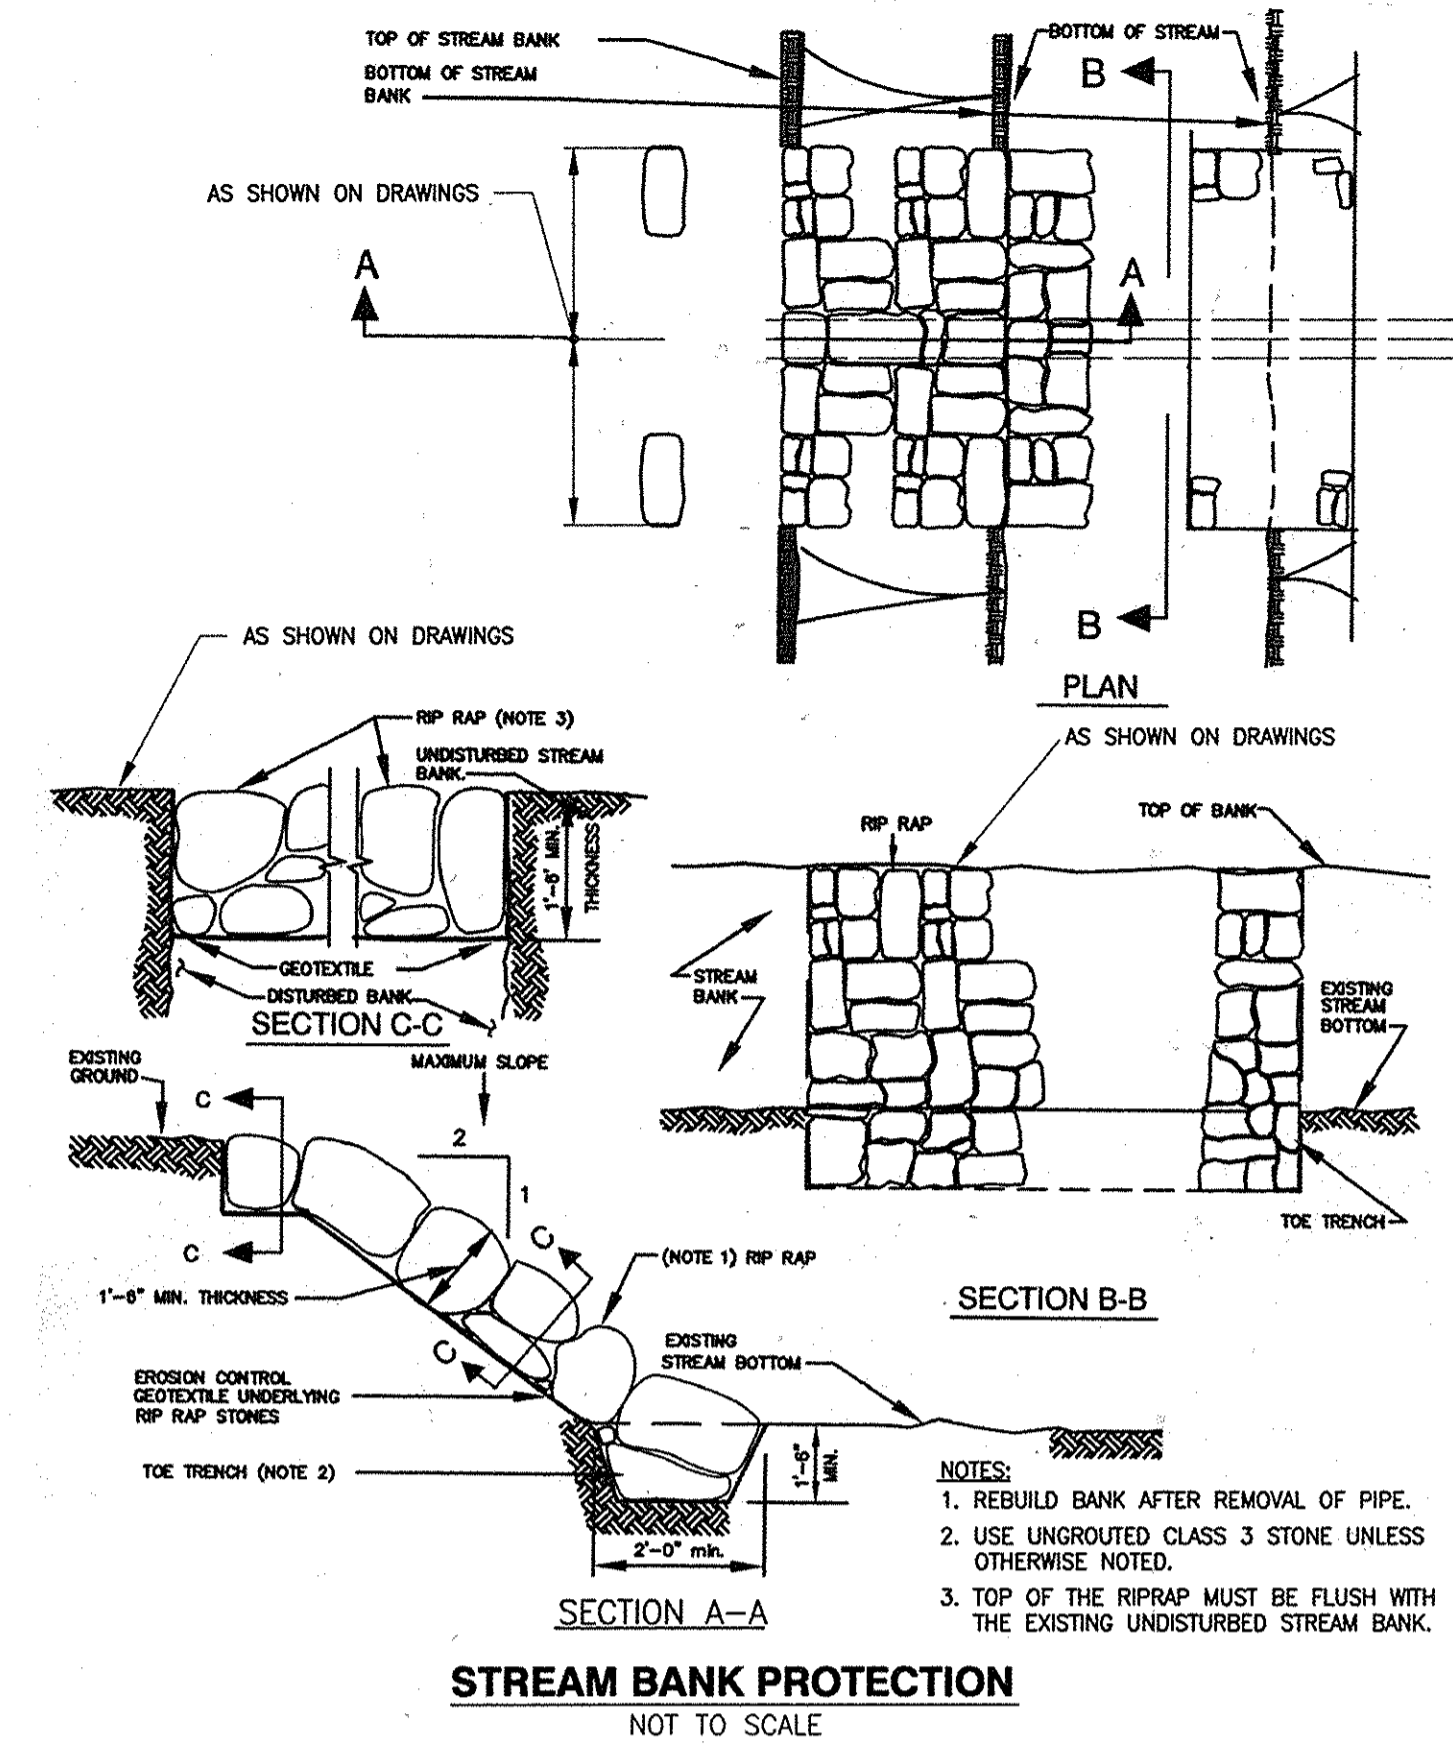 TOP OF STREAM BANK
BOTTOM OF STREAM
BANK
BOTTOM OF STREAM
B
AS SHOWN ON DRAWINGS
A
A
B
PLAN
AS SHOWN ON DRAWINGS
RIP RAP (NOTE 3)
UNDISTURBED STREAM
BANK.
1'-6' MIN.
THICKNESS
GEOTEXTILE
DISTURBED BANK
SECTION C-C
AS SHOWN ON DRAWINGS
RIP RAP
TOP OF BANK
STREAM
BANK
EXISTING
STREAM
BOTTOM
TOE TRENCH
SECTION B-B
EXISTING
GROUND
C
MAXIMUM SLOPE
2
1
C
C
1'-6" MIN. THICKNESS
(NOTE 1) RIP RAP
C
EXISTING
STREAM BOTTOM
EROSION CONTROL
GEOTEXTILE UNDERLYING
RIP RAP STONES
TOE TRENCH (NOTE 2)
1'-6"
MIN.
2'-0" min.
SECTION A-A
NOTES:
1. REBUILD BANK AFTER REMOVAL OF PIPE.
2. USE UNGROUTED CLASS 3 STONE UNLESS
OTHERWISE NOTED.
3. TOP OF THE RIPRAP MUST BE FLUSH WITH
THE EXISTING UNDISTURBED STREAM BANK.
STREAM BANK PROTECTION
NOT TO SCALE